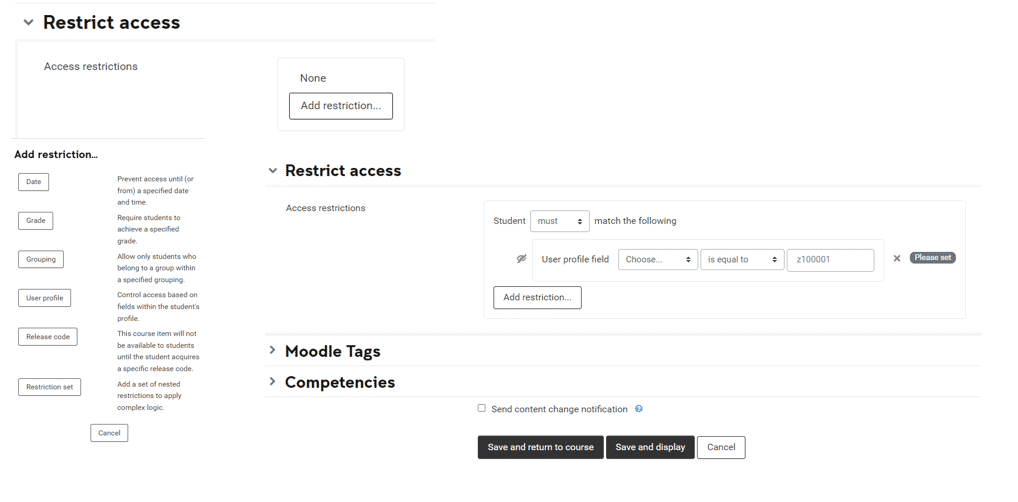 Restrict access
Access restrictions
None
Add restriction...
Add restriction...
Date
Prevent access until (or
from) a specified date
and time.
Grade
Require students to
achieve a specified
grade.
Grouping
Allow only students who
belong to a group within
a specified grouping.
User profile
Control access based on
fields within the student's
profile.
Release code
This course item will not
be available to students
until the student acquires
a specific release code.
Restriction set
Add a set of nested
restrictions to apply
complex logic.
Cancel
Restrict access
Access restrictions
Student must match the following
User profile field Choose... is equal to z100001 Please set
Add restriction...
Moodle Tags
Competencies
Send content change notification
Save and return to course Save and display Cancel